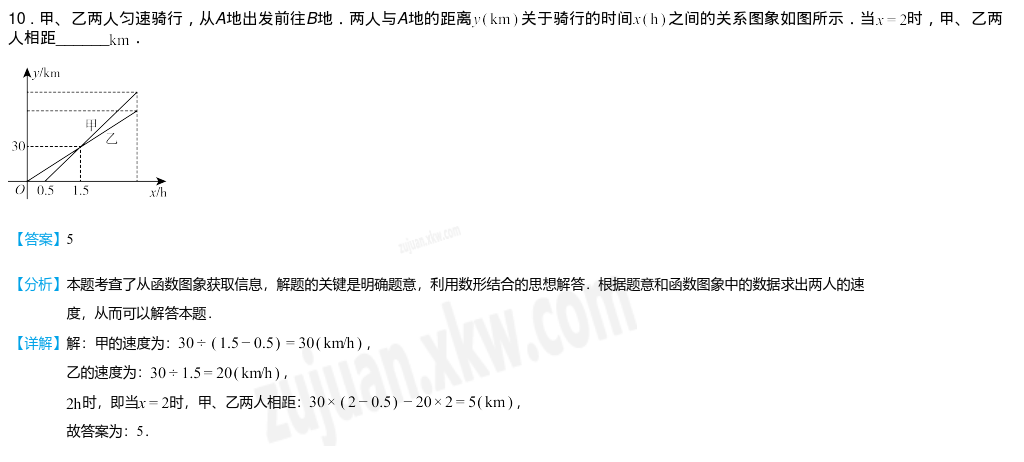 10．甲、乙两人匀速骑行，从A地出发前往B地．两人与A地的距离y(km)关于骑行的时间x(h)之间的关系图象如图所示．当x=2时，甲、乙两
人相距_______km．
y/km
甲
乙
30
O 0.5 1.5 x/h
【答案】5
【分析】本题考查了从函数图象获取信息，解题的关键是明确题意，利用数形结合的思想解答．根据题意和函数图象中的数据求出两人的速
度，从而可以解答本题．
【详解】解：甲的速度为：30÷(1.5−0.5)=30(km/h)，
乙的速度为：30÷1.5=20(km/h)，
2h时，即当x=2时，甲、乙两人相距：30×(2−0.5)−20×2=5(km)，
故答案为：5．
zujuan.xkw.com
zujuan.xkw.com